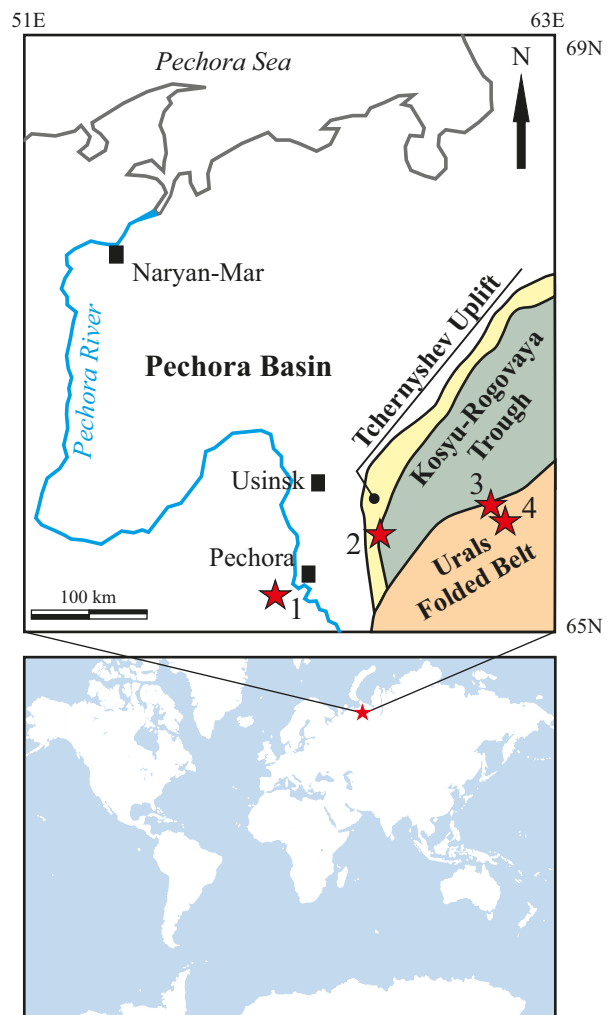 51E
63E
69N
Pechora Sea
N
Naryan-Mar
Pechora River
Pechora Basin
Tchernyshev Uplift
Kosyu-Rogovaya
Trough
Usinsk
3
4
2
Urals
Folded Belt
Pechora
1
100 km
65N